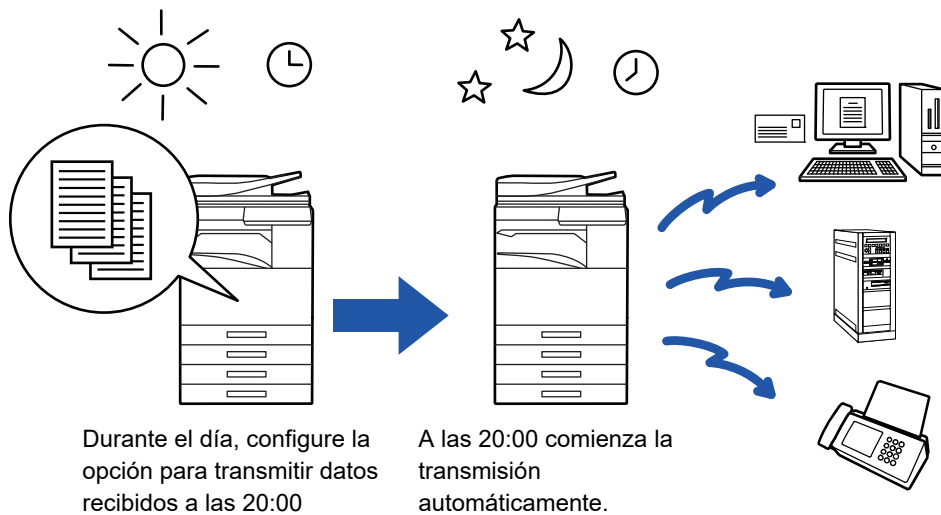 Durante el día, configure la
opción para transmitir datos
recibidos a las 20:00
A las 20:00 comienza la
transmisión
automáticamente.